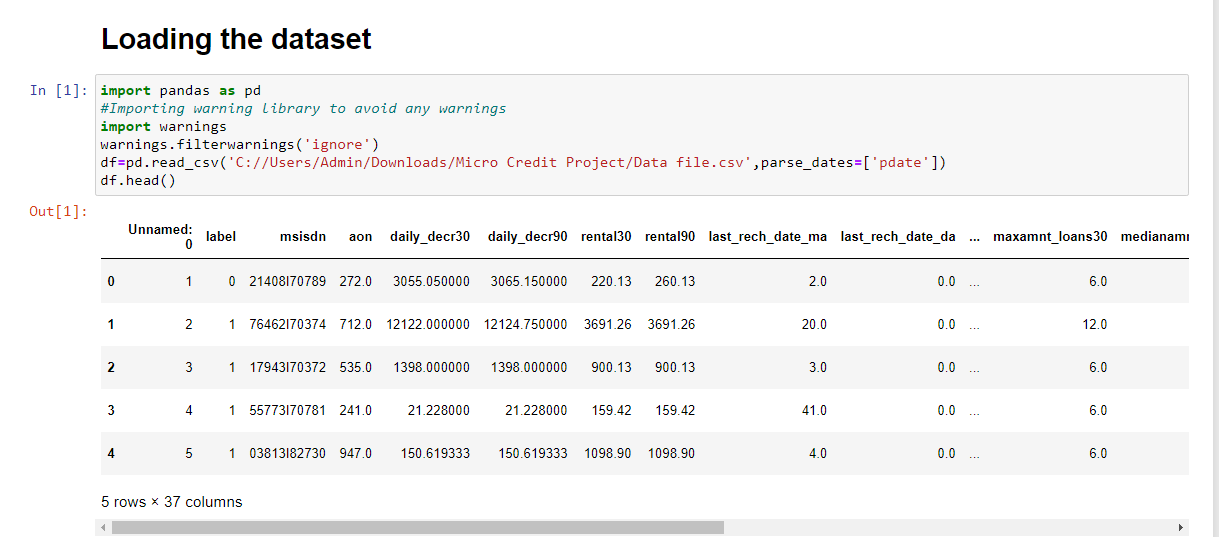 Loading the dataset
In [1]: import pandas as pd
#Importing warning library to avoid any warnings
import warnings
warnings.filterwarnings('ignore')
df=pd.read_csv('C://Users/Admin/Downloads/Micro Credit Project/Data file.csv',parse_dates=['pdate'])
df.head()
Out[1]:
Unnamed: 0 label msisdn aon daily_decr30 daily_decr90 rental30 rental90 last_rech_date_ma last_rech_date_da ... maxamnt_loans30 medianamn
0 1 0 21408I70789 272.0 3055.050000 3065.150000 220.13 260.13 2.0 0.0 ... 6.0
1 2 1 76462I70374 712.0 12122.000000 12124.750000 3691.26 3691.26 20.0 0.0 ... 12.0
2 3 1 17943I70372 535.0 1398.000000 1398.000000 900.13 900.13 3.0 0.0 ... 6.0
3 4 1 55773I70781 241.0 21.228000 21.228000 159.42 159.42 41.0 0.0 ... 6.0
4 5 1 03813I82730 947.0 150.619333 150.619333 1098.90 1098.90 4.0 0.0 ... 6.0
5 rows × 37 columns